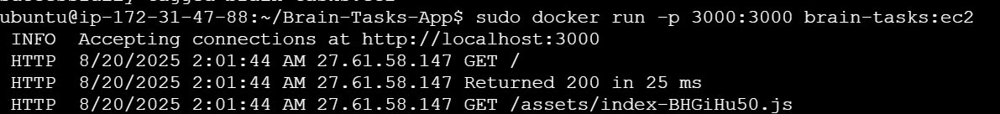 ubuntu@ip-172-31-47-88:~/Brain-Tasks-App$ sudo docker run -p 3000:3000 brain-tasks:ec2
INFO Accepting connections at http://localhost:3000
HTTP 8/20/2025 2:01:44 AM 27.61.58.147 GET /
HTTP 8/20/2025 2:01:44 AM 27.61.58.147 Returned 200 in 25 ms
HTTP 8/20/2025 2:01:44 AM 27.61.58.147 GET /assets/index-BHGiHu50.js